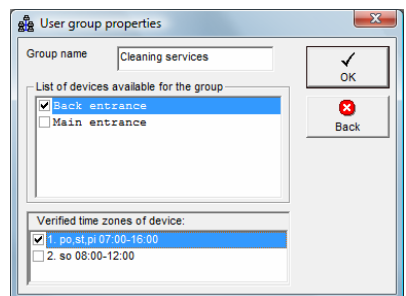 User group properties
Group name
Cleaning services
OK
List of devices available for the group
Back entrance
Main entrance
Back
Verified time zones of device:
1. po,st,pi 07:00-16:00
2. so 08:00-12:00